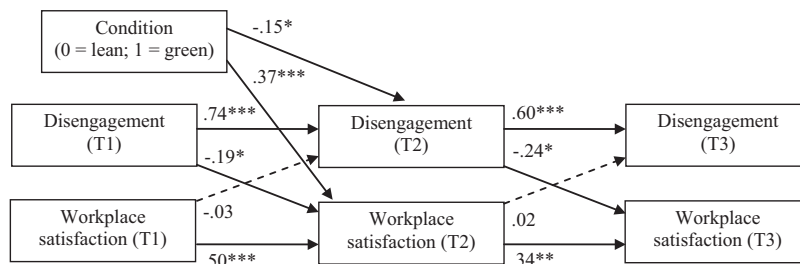 Condition
(0 = lean; 1 = green)
-.15*
.37***
Disengagement
(T1)
.74***
Disengagement
(T2)
.60***
Disengagement
(T3)
-.19*
-.24*
Workplace
satisfaction (T1)
-.03
Workplace
satisfaction (T2)
.02
Workplace
satisfaction (T3)
.50***
.34**